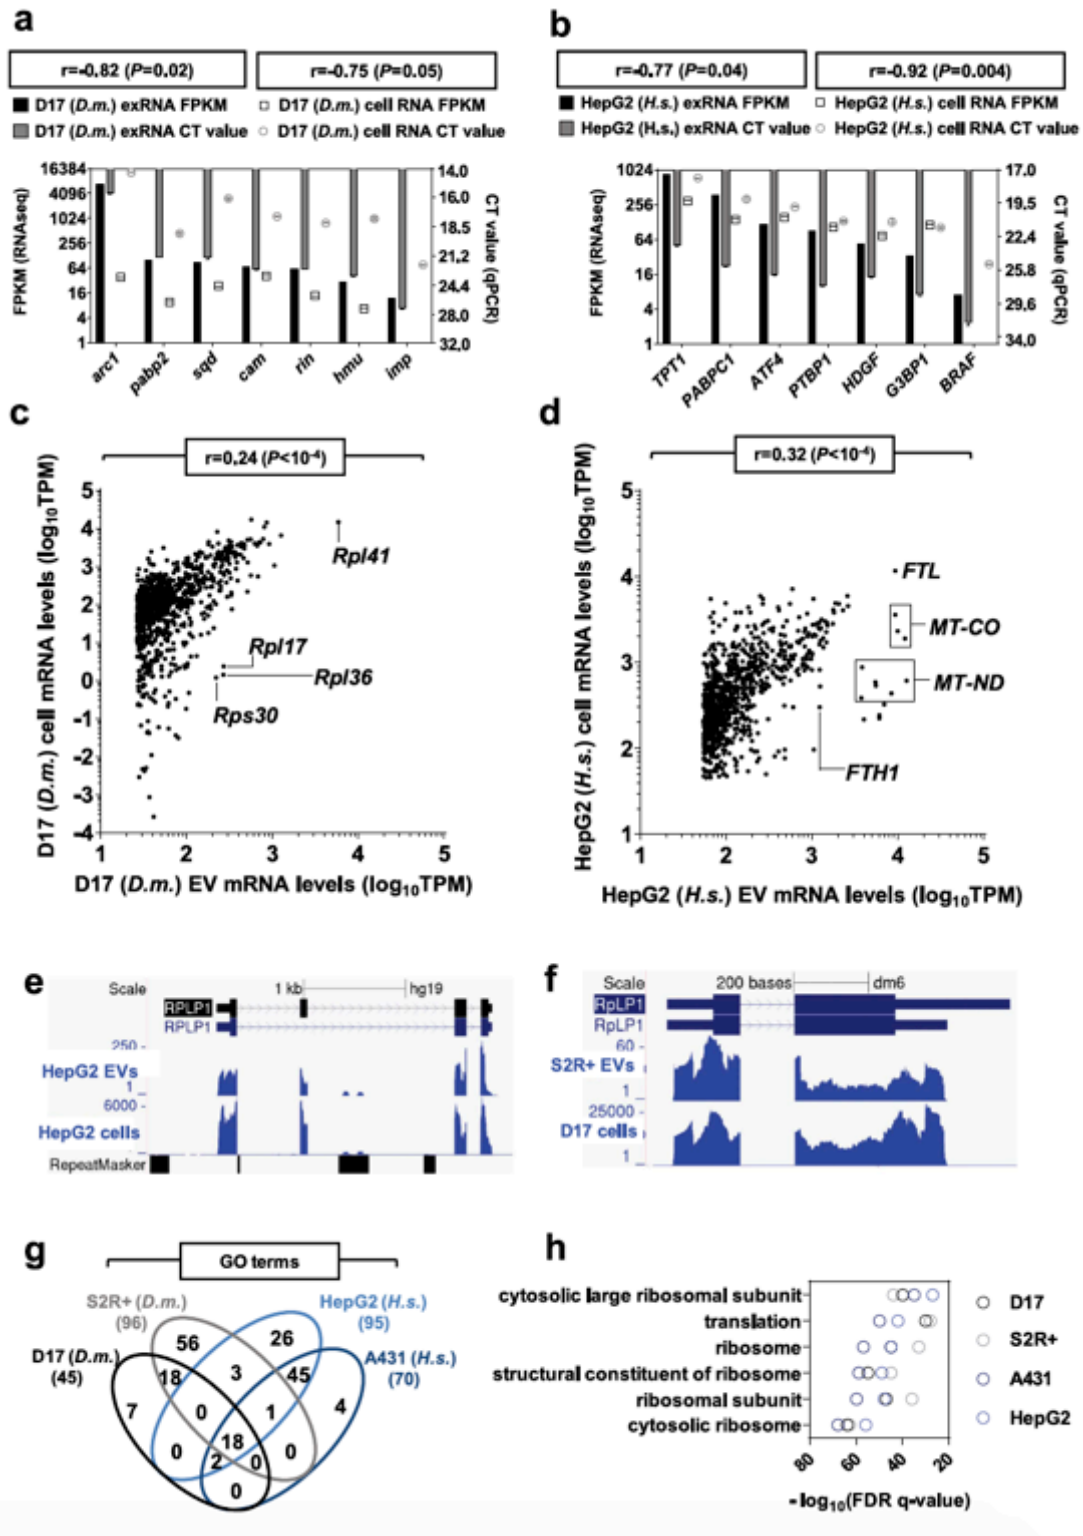 a
r=-0.82 (P=0.02)
r=-0.75 (P=0.05)
D17 (D.m.) exRNA FPKM
D17 (D.m.) cell RNA FPKM
D17 (D.m.) exRNA CT value
D17 (D.m.) cell RNA CT value
FPKM (RNAseq)
16384
4096
1024
256
64
16
4
1
14.0
16.0
18.5
21.2
24.4
28.0
32.0
CT value (qPCR)
arc1
pabp2
sqd
cam
rin
hmu
imp
b
r=-0.77 (P=0.04)
r=-0.92 (P=0.004)
HepG2 (H.s.) exRNA FPKM
HepG2 (H.s.) cell RNA FPKM
HepG2 (H.s.) exRNA CT value
HepG2 (H.s.) cell RNA CT value
FPKM (RNAseq)
1024
256
64
16
4
1
17.0
19.5
22.4
25.8
29.6
34.0
CT value (qPCR)
TPT1
PABPC1
ATF4
PTBP1
HDGF
G3BP1
BRAF
c
r=0.24 (P<10⁻⁴)
D17 (D.m.) cell mRNA levels (log₁₀TPM)
5
4
3
2
1
0
-1
-2
-3
-4
Rpl41
Rpl17
Rpl36
Rps30
1
2
3
4
5
D17 (D.m.) EV mRNA levels (log₁₀TPM)
d
r=0.32 (P<10⁻⁴)
HepG2 (H.s.) cell mRNA levels (log₁₀TPM)
5
4
3
2
1
FTL
MT-CO
MT-ND
FTH1
1
2
3
4
5
HepG2 (H.s.) EV mRNA levels (log₁₀TPM)
e
Scale
1 kb
hg19
RPLP1
RPLP1
250
HepG2 EVs
1
6000
HepG2 cells
RepeatMasker
f
Scale
200 bases
dm6
RpLP1
RpLP1
60
S2R+ EVs
1
25000
D17 cells
1
g
GO terms
S2R+ (D.m.)
(96)
HepG2 (H.s.)
(95)
D17 (D.m.)
(45)
A431 (H.s.)
(70)
56
26
18
3
45
7
0
1
4
18
0
2
0
0
0
h
cytosolic large ribosomal subunit
translation
ribosome
structural constituent of ribosome
ribosomal subunit
cytosolic ribosome
D17
S2R+
A431
HepG2
80
60
40
20
-log₁₀(FDR q-value)